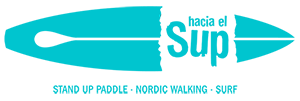 hacia el
Sup
STAND UP PADDLE · NORDIC WALKING · SURF